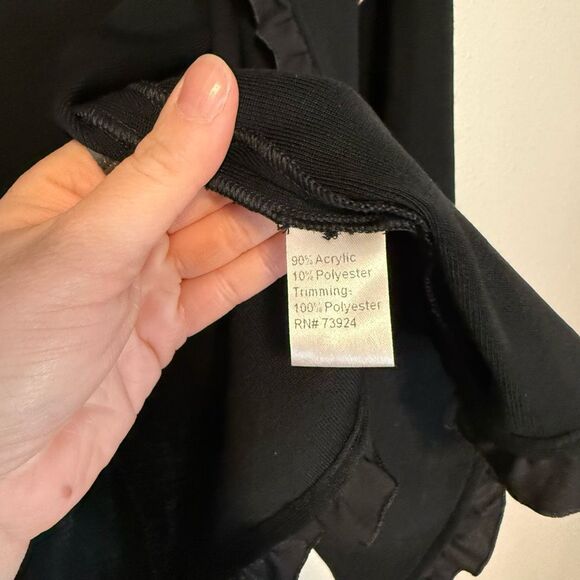 90% Acrylic
10% Polyester
Trimming:
100% Polyester
RN# 73924